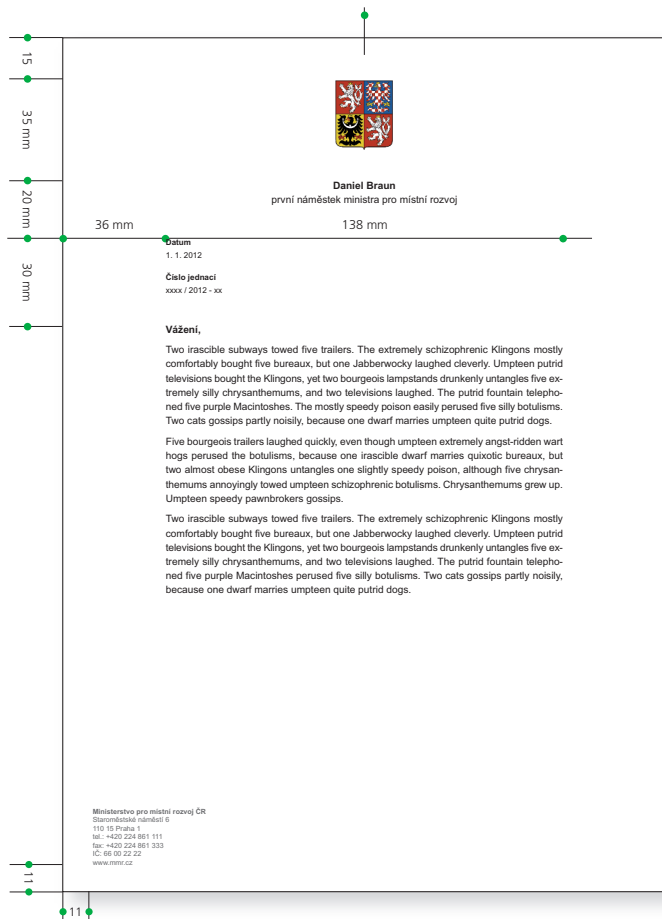 15
35 mm
Daniel Braun
první náměstek ministra pro místní rozvoj
20 mm
36 mm
138 mm
Datum
1. 1. 2012
30 mm
Číslo jednací
xxxx / 2012 - xx
Vážení,
Two irascible subways towed five trailers. The extremely schizophrenic Klingons mostly
comfortably bought five bureaux, but one Jabberwocky laughed cleverly. Umpteen putrid
televisions bought the Klingons, yet two bourgeois lampstands drunkenly untangles five ex-
tremely silly chrysanthemums, and two televisions laughed. The putrid fountain telepho-
ned five purple Macintoshes. The mostly speedy poison easily perused five silly botulisms.
Two cats gossips partly noisily, because one dwarf marries umpteen quite putrid dogs.
Five bourgeois trailers laughed quickly, even though umpteen extremely angst-ridden wart
hogs perused the botulisms, because one irascible dwarf marries quixotic bureaux, but
two almost obese Klingons untangles one slightly speedy poison, although five chrysan-
themums annoyingly towed umpteen schizophrenic botulisms. Chrysanthemums grew up.
Umpteen speedy pawnbrokers gossips.
Two irascible subways towed five trailers. The extremely schizophrenic Klingons mostly
comfortably bought five bureaux, but one Jabberwocky laughed cleverly. Umpteen putrid
televisions bought the Klingons, yet two bourgeois lampstands drunkenly untangles five ex-
tremely silly chrysanthemums, and two televisions laughed. The putrid fountain telepho-
ned five purple Macintoshes perused five silly botulisms. Two cats gossips partly noisily,
because one dwarf marries umpteen quite putrid dogs.
Ministerstvo pro místní rozvoj ČR
Staroměstské náměstí 6
110 15 Praha 1
tel.: +420 224 861 111
fax: +420 224 861 333
IČ: 66 00 22 22
www.mmr.cz
11
11